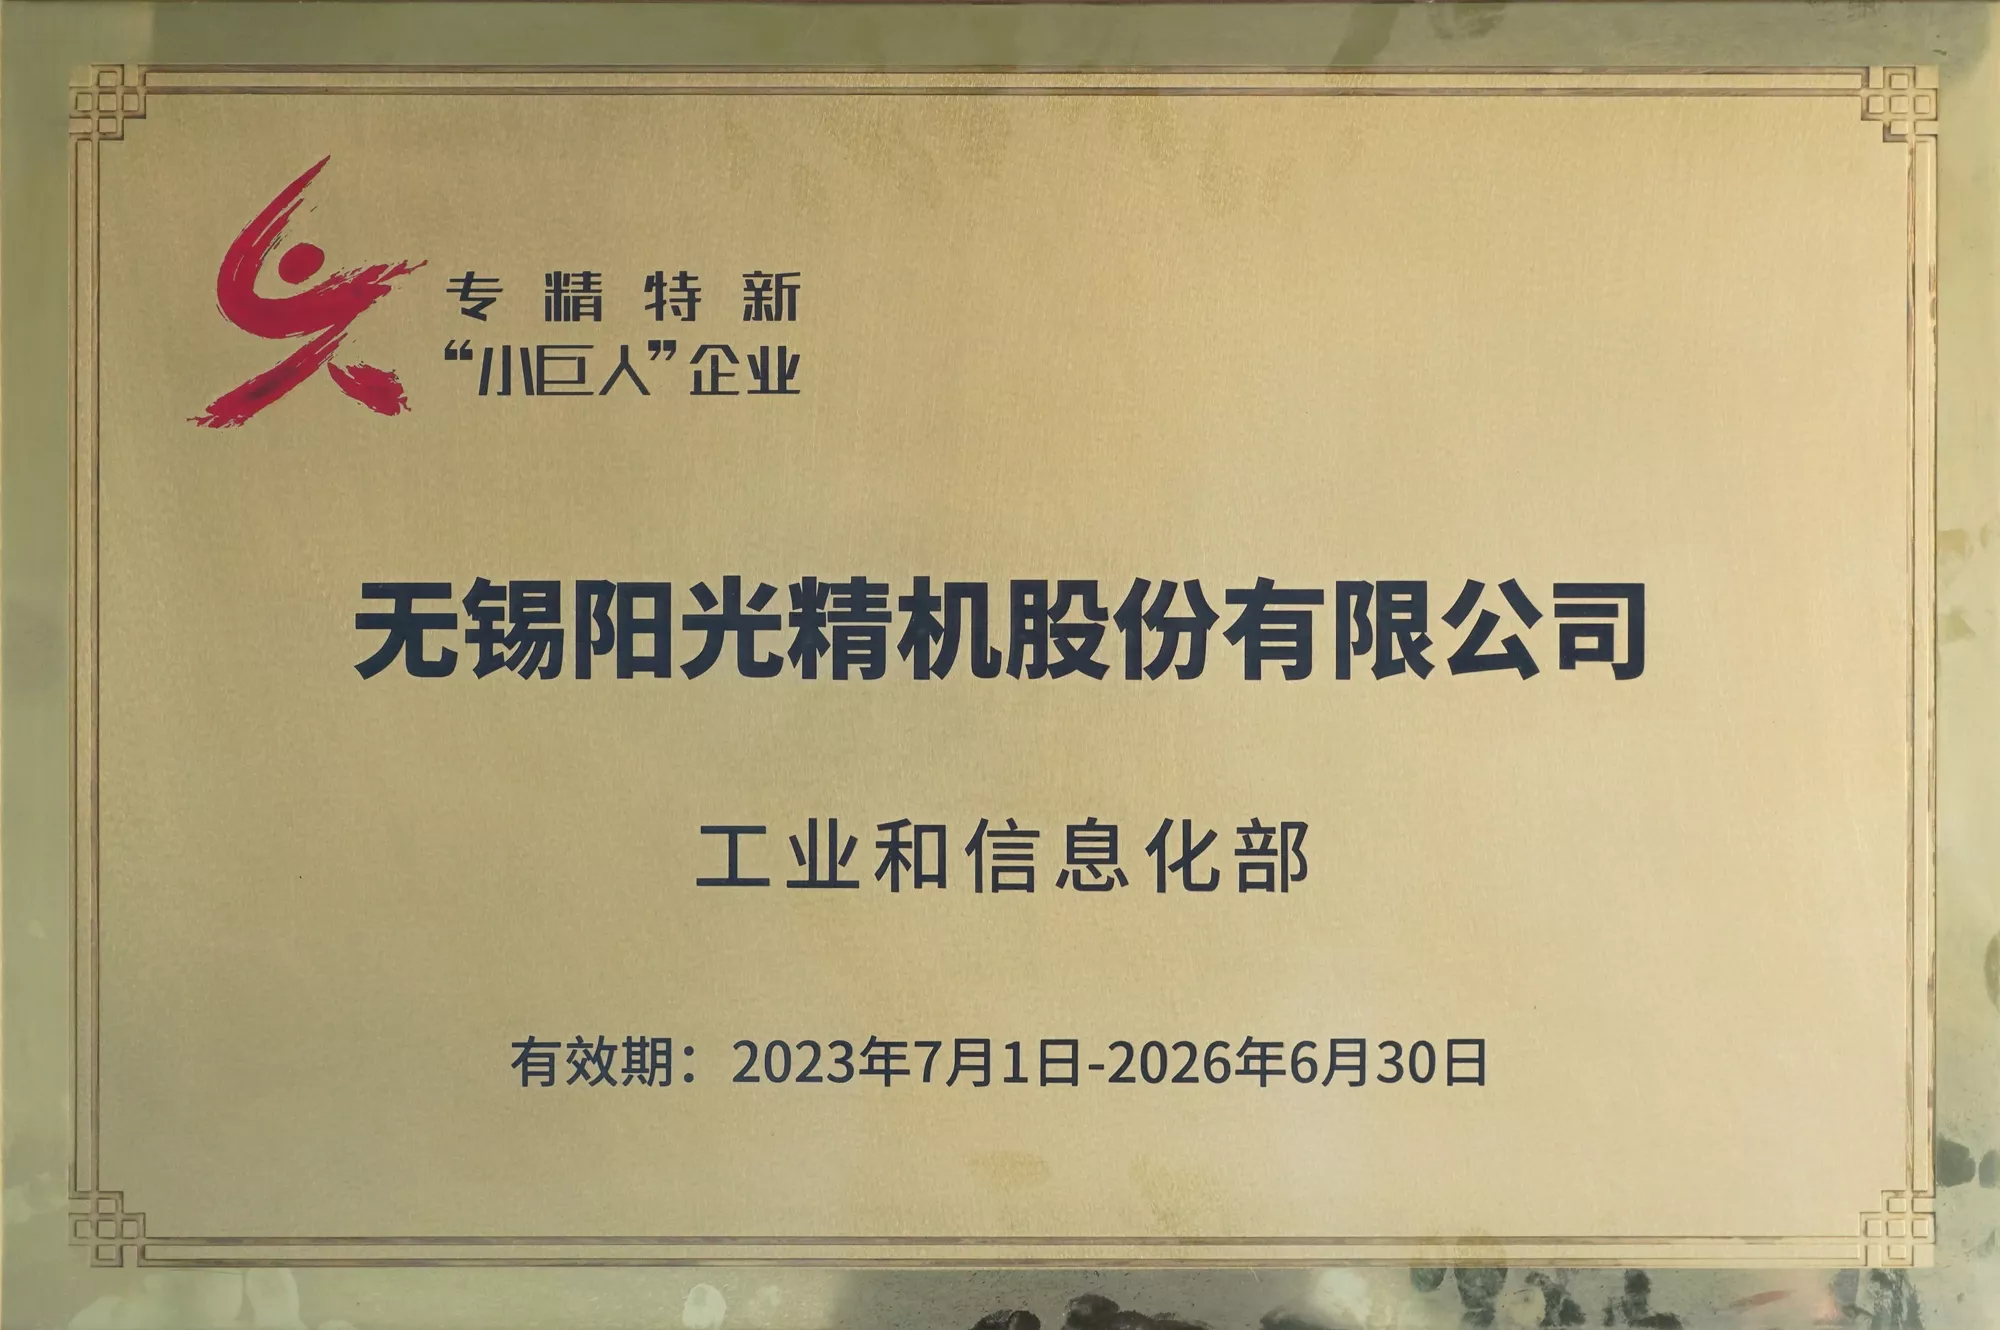 专精特新
“小巨人”企业
无锡阳光精机股份有限公司
工业和信息化部
有效期：2023年7月1日-2026年6月30日